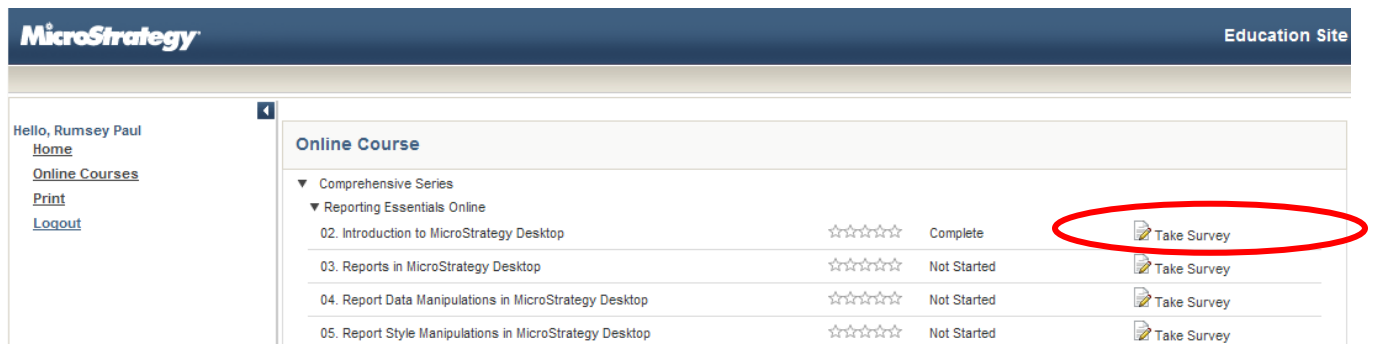 MicroStrategy
Education Site
Hello, Rumsey Paul
Home
Online Courses
Print
Logout
Online Course
Comprehensive Series
Reporting Essentials Online
02. Introduction to MicroStrategy Desktop Complete Take Survey
03. Reports in MicroStrategy Desktop Not Started Take Survey
04. Report Data Manipulations in MicroStrategy Desktop Not Started Take Survey
05. Report Style Manipulations in MicroStrategy Desktop Not Started Take Survey